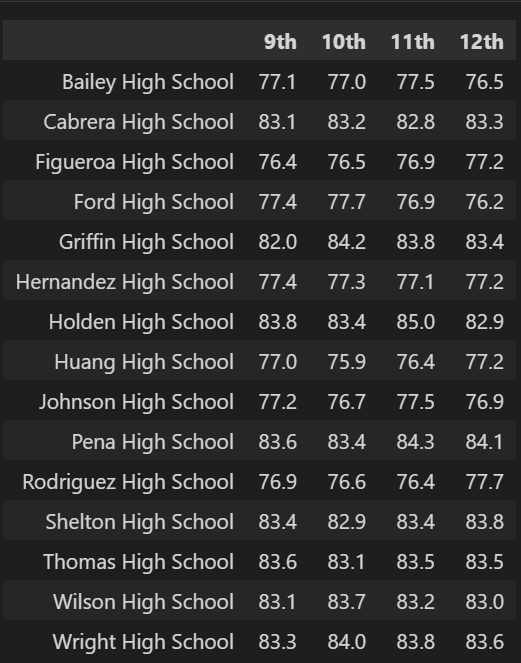 9th 10th 11th 12th
Bailey High School 77.1 77.0 77.5 76.5
Cabrera High School 83.1 83.2 82.8 83.3
Figueroa High School 76.4 76.5 76.9 77.2
Ford High School 77.4 77.7 76.9 76.2
Griffin High School 82.0 84.2 83.8 83.4
Hernandez High School 77.4 77.3 77.1 77.2
Holden High School 83.8 83.4 85.0 82.9
Huang High School 77.0 75.9 76.4 77.2
Johnson High School 77.2 76.7 77.5 76.9
Pena High School 83.6 83.4 84.3 84.1
Rodriguez High School 76.9 76.6 76.4 77.7
Shelton High School 83.4 82.9 83.4 83.8
Thomas High School 83.6 83.1 83.5 83.5
Wilson High School 83.1 83.7 83.2 83.0
Wright High School 83.3 84.0 83.8 83.6